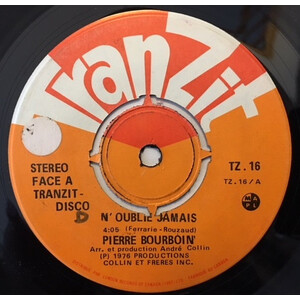 TranZit
STEREO
FACE A
TRANZIT-
DISCO
D
TZ. 16
TZ. 16/A
M A
P L
N' OUBLIE JAMAIS
4:05 (Ferrarie-Rouzaud)
PIERRE BOURBOIN'
Arr. et production André Collin
(P) 1976 PRODUCTIONS
COLLIN ET FRERES INC.